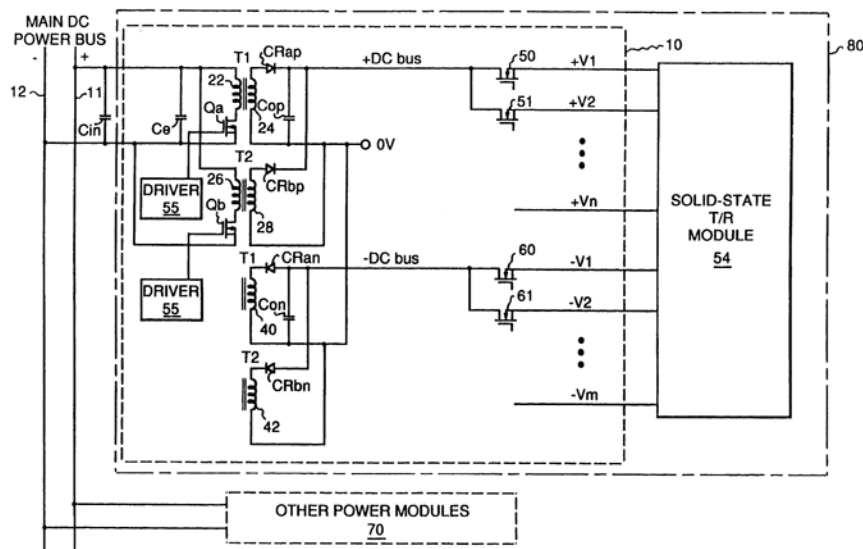 MAIN DC
POWER BUS
- +
12
11
10
80
T1
CRap
+DC bus
50
+V1
22
Qa
Cop
24
51
+V2
Cin
Ce
0V
T2
CRbp
26
DRIVER
55
Qb
28
+Vn
SOLID-STATE
T/R
MODULE
54
T1
CRan
-DC bus
60
-V1
DRIVER
55
Con
40
61
-V2
T2
CRbn
42
-Vm
OTHER POWER MODULES
70